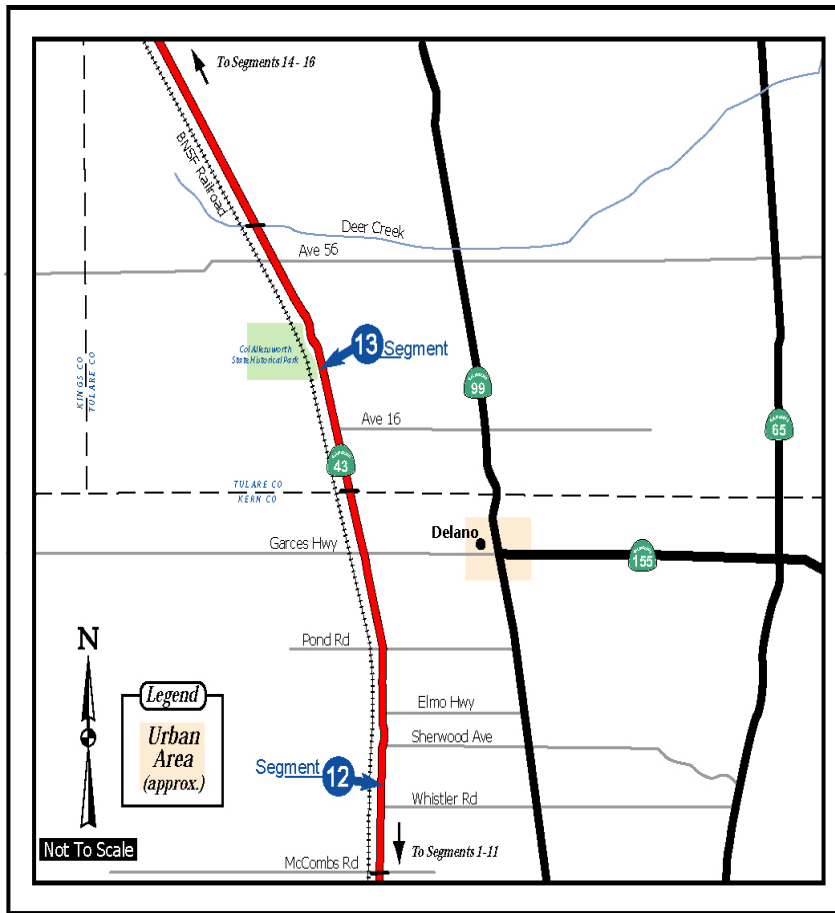 To Segments 14 - 16
BNSF Railroad
Deer Creek
Ave 56
Col Allensworth
State Historical Park
13 Segment
KINGS CO
TULARE CO
99
Ave 16
65
43
TULARE CO
KERN CO
Delano
Garces Hwy
155
Pond Rd
N
Legend
Urban
Area
(approx.)
Elmo Hwy
Sherwood Ave
Segment 12
Whistler Rd
Not To Scale
To Segments 1-11
McCombs Rd